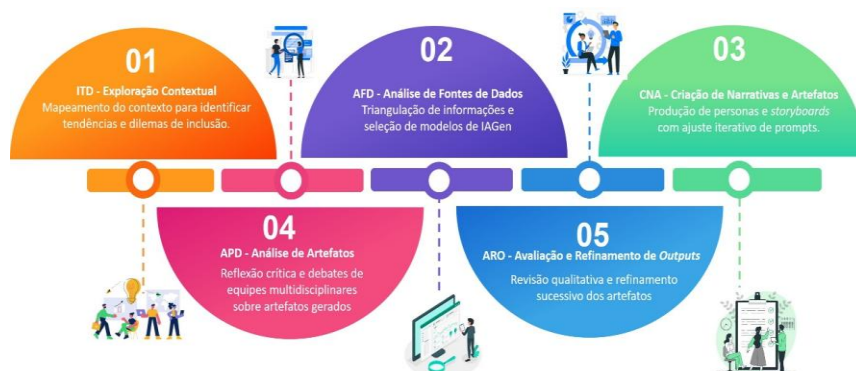 01
ITD - Exploração Contextual
Mapeamento do contexto para identificar
tendências e dilemas de inclusão.
02
AFD - Análise de Fontes de Dados
Triangulação de informações e
seleção de modelos de IAGen
03
CNA - Criação de Narrativas e Artefatos
Produção de personas e storyboards
com ajuste iterativo de prompts.
04
APD - Análise de Artefatos
Reflexão crítica e debates de
equipes multidisciplinares
sobre artefatos gerados
05
ARO - Avaliação e Refinamento de Outputs
Revisão qualitativa e refinamento
sucessivo dos artefatos